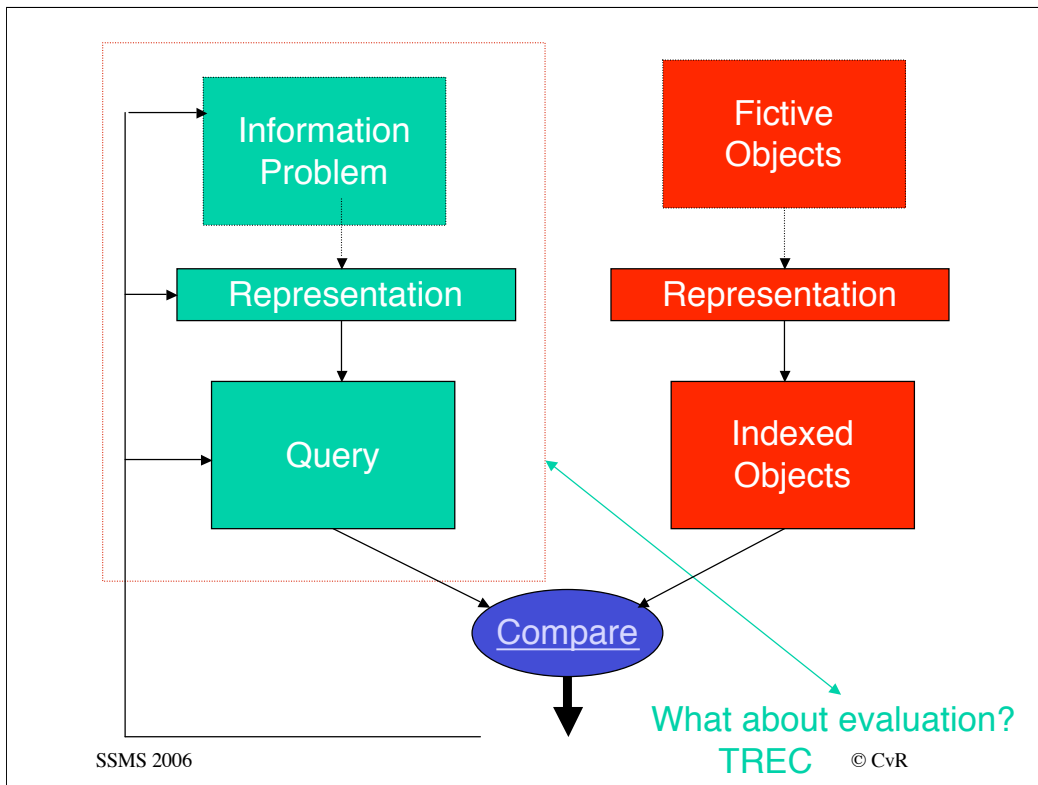 Information
Problem
Representation
Query
Fictive
Objects
Representation
Indexed
Objects
Compare
What about evaluation?
TREC
SSMS 2006
© CvR